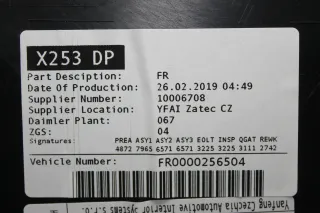 X253 DP
Part Desciption: FR
Date Of Production: 26.02.2019 04:49
Supplier Number: 10006708
Supplier Name: YFAI Zatec CZ
Daimler Plant: 067
ZGS: 04
Signatures: PREA ASY1 ASY2 ASY3 EOLT INSP QGAT REWK
4872 7965 6571 6571 3225 3225 3111 2742
Vehicle Number: FR0000256504
Yanfeng Czechia
Automotive Interior
Systems s.r.o.